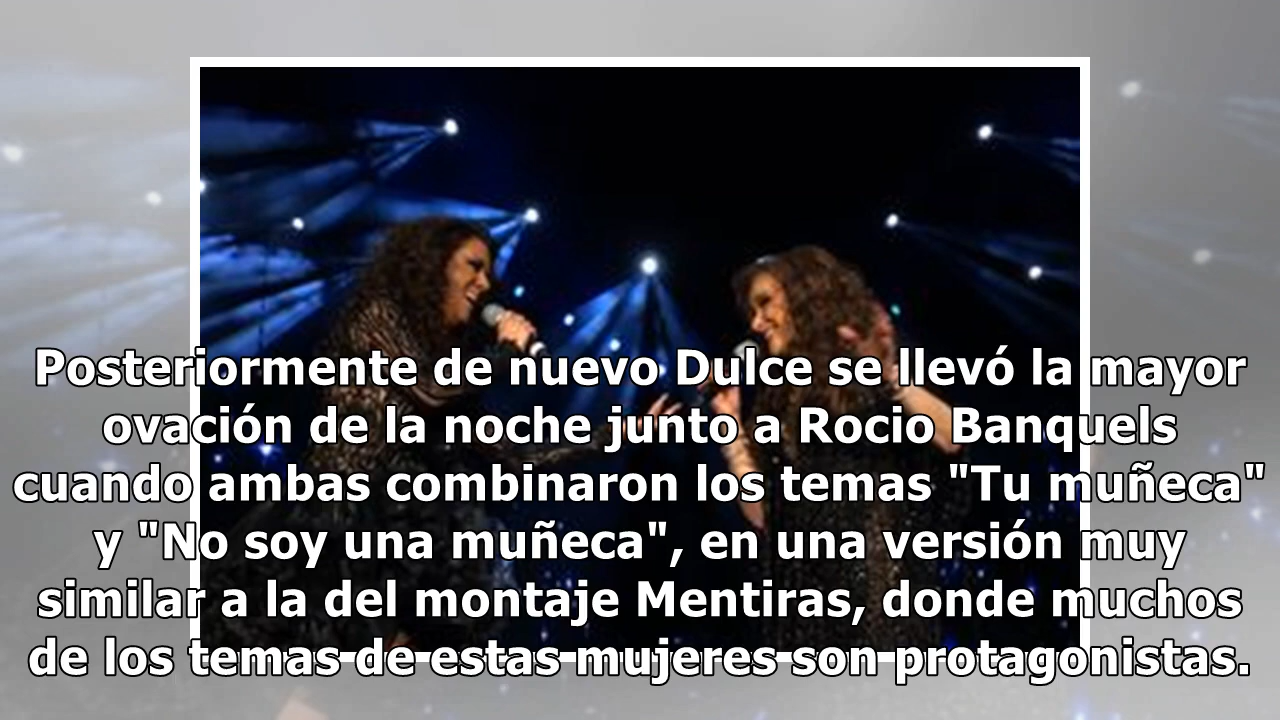 Posteriormente de nuevo Dulce se llevó la mayor
ovación de la noche junto a Rocio Banquels
cuando ambas combinaron los temas "Tu muñeca"
y "No soy una muñeca", en una versión muy
similar a la del montaje Mentiras, donde muchos
de los temas de estas mujeres son protagonistas.